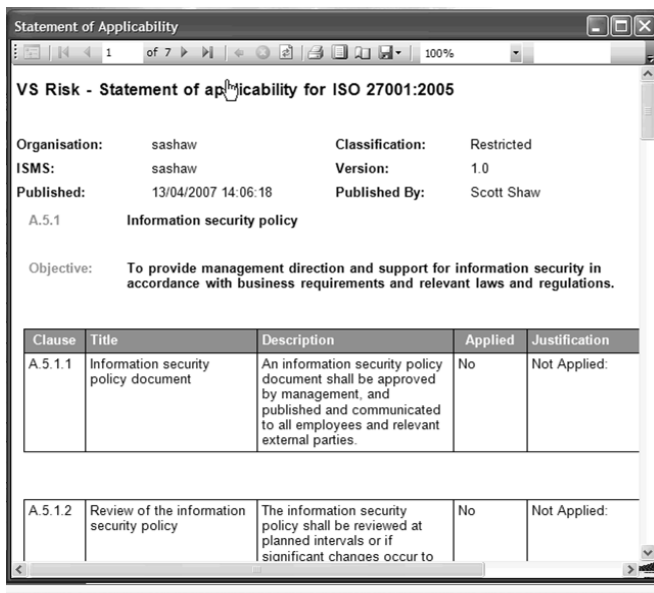 Statement of Applicability
1 of 7 100%
VS Risk - Statement of applicability for ISO 27001:2005
Organisation: sashaw Classification: Restricted
ISMS: sashaw Version: 1.0
Published: 13/04/2007 14:06:18 Published By: Scott Shaw
A.5.1 Information security policy
Objective: To provide management direction and support for information security in
accordance with business requirements and relevant laws and regulations.
Clause Title Description Applied Justification
A.5.1.1 Information security An information security policy No Not Applied:
policy document document shall be approved
by management, and
published and communicated
to all employees and relevant
external parties.
A.5.1.2 Review of the information The information security No Not Applied:
security policy policy shall be reviewed at
planned intervals or if
significant changes occur to